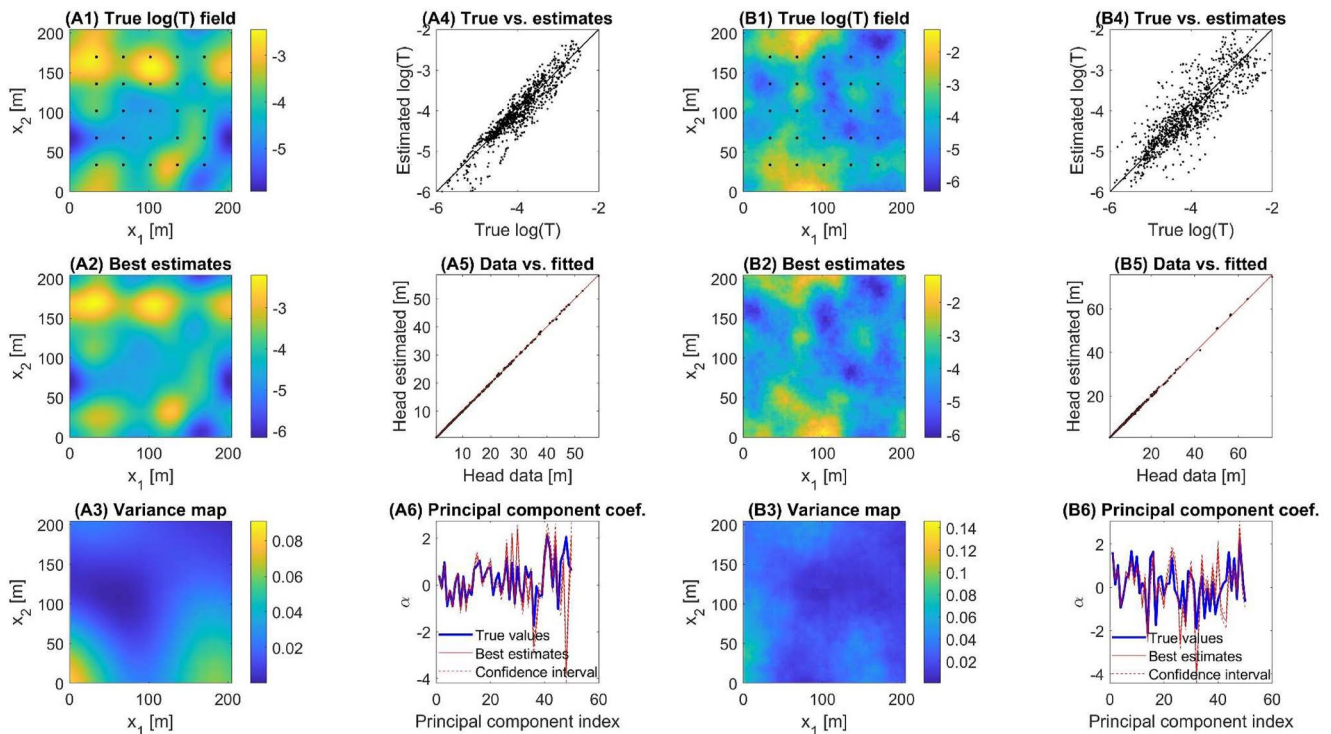 (A1) True log(T) field
200
150
100
50
0
x2 [m]
0 100 200
x1 [m]
-3
-4
-5
(A4) True vs. estimates
-2
-3
-4
-5
-6
Estimated log(T)
-6 -4 -2
True log(T)
(B1) True log(T) field
200
150
100
50
0
x2 [m]
0 100 200
x1 [m]
-2
-3
-4
-5
-6
(B4) True vs. estimates
-2
-3
-4
-5
-6
Estimated log(T)
-6 -4 -2
True log(T)
(A2) Best estimates
200
150
100
50
0
x2 [m]
0 100 200
x1 [m]
-3
-4
-5
-6
(A5) Data vs. fitted
50
40
30
20
10
Head estimated [m]
10 20 30 40 50
Head data [m]
(B2) Best estimates
200
150
100
50
0
x2 [m]
0 100 200
x1 [m]
-2
-3
-4
-5
-6
(B5) Data vs. fitted
60
40
20
Head estimated [m]
20 40 60
Head data [m]
(A3) Variance map
200
150
100
50
0
x2 [m]
0 100 200
x1 [m]
0.08
0.06
0.04
0.02
(A6) Principal component coef.
2
0
-2
-4
α
True values
Best estimates
Confidence interval
0 20 40 60
Principal component index
(B3) Variance map
200
150
100
50
0
x2 [m]
0 100 200
x1 [m]
0.14
0.12
0.1
0.08
0.06
0.04
0.02
(B6) Principal component coef.
2
0
-2
-4
α
True values
Best estimates
Confidence interval
0 20 40 60
Principal component index